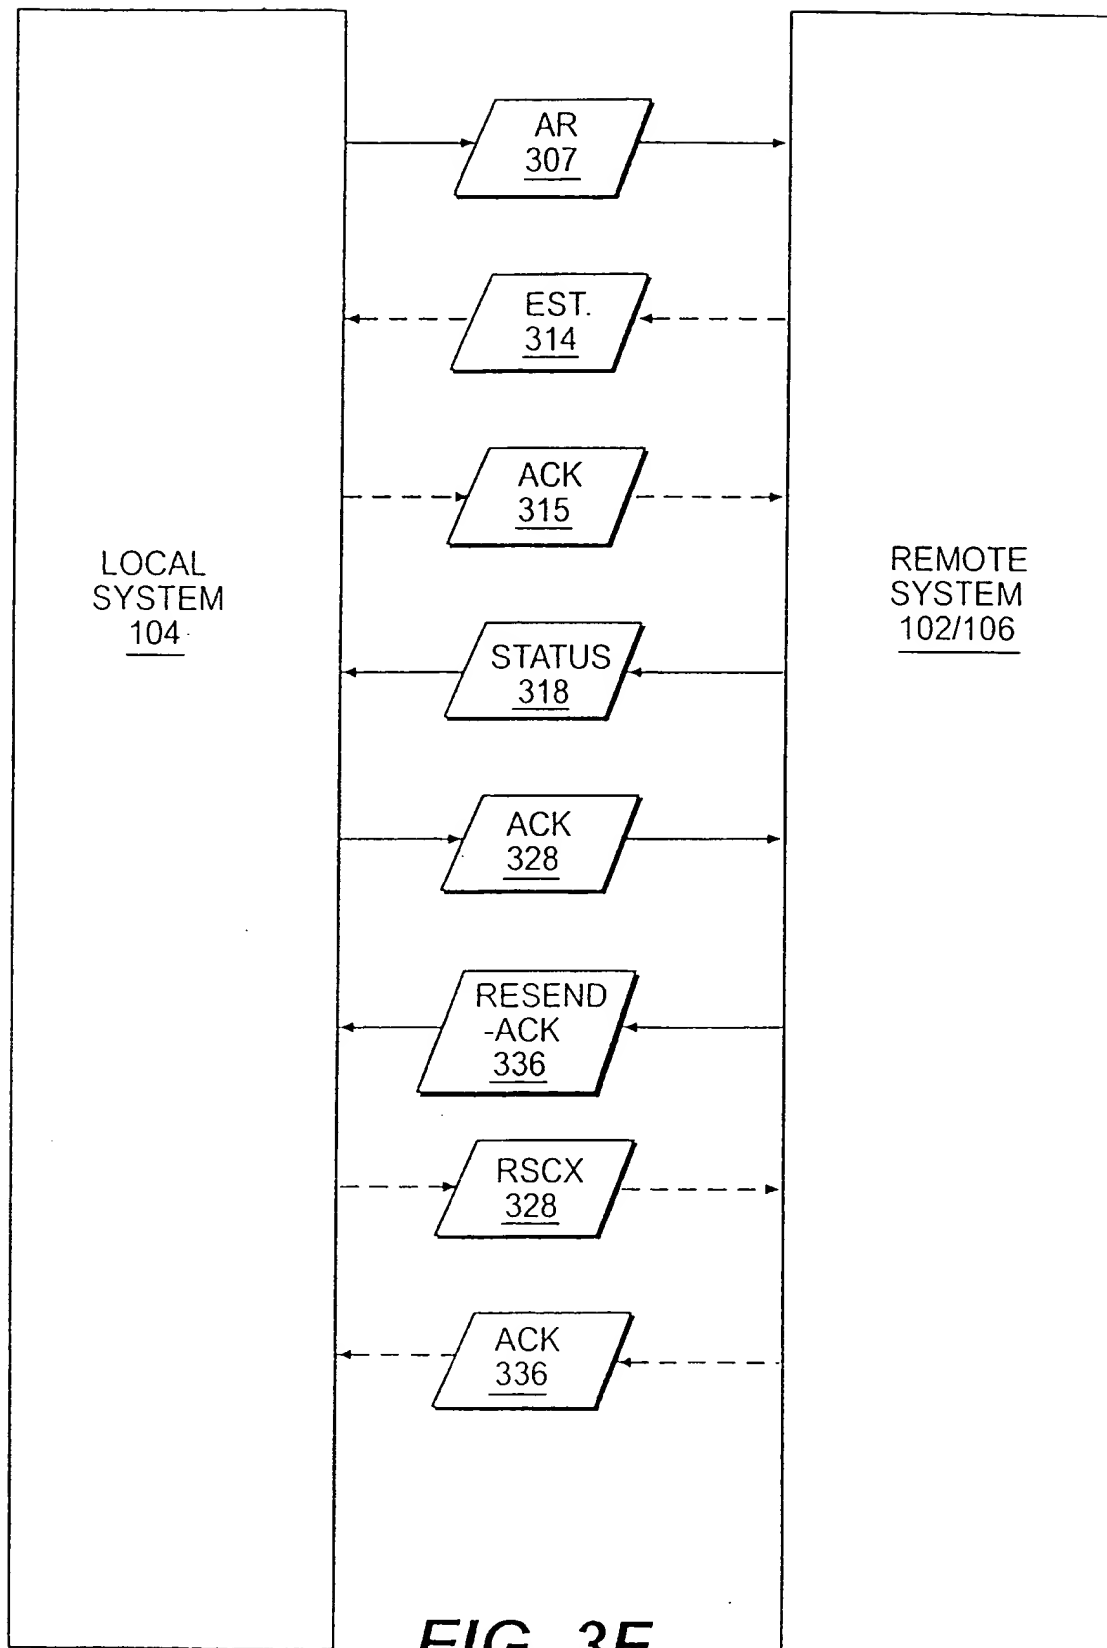 AR
307
EST.
314
ACK
315
LOCAL
SYSTEM
104
REMOTE
SYSTEM
102/106
STATUS
318
ACK
328
RESEND
-ACK
336
RSCX
328
ACK
336
FIG.